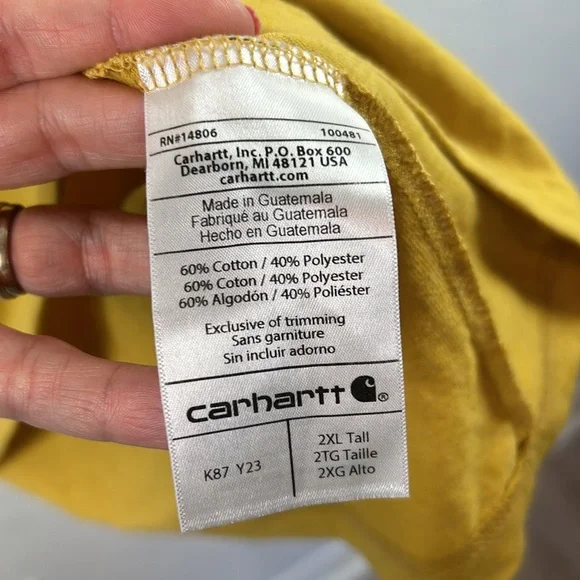 RN#14806 100481
Carhartt, Inc. P.O. Box 600
Dearborn, MI 48121 USA
carhartt.com
Made in Guatemala
Fabriqué au Guatemala
Hecho en Guatemala
60% Cotton / 40% Polyester
60% Coton / 40% Polyester
60% Algodón / 40% Poliéster
Exclusive of trimming
Sans garniture
Sin incluir adorno
carhartt ®
K87 Y23
2XL Tall
2TG Taille
2XG Alto